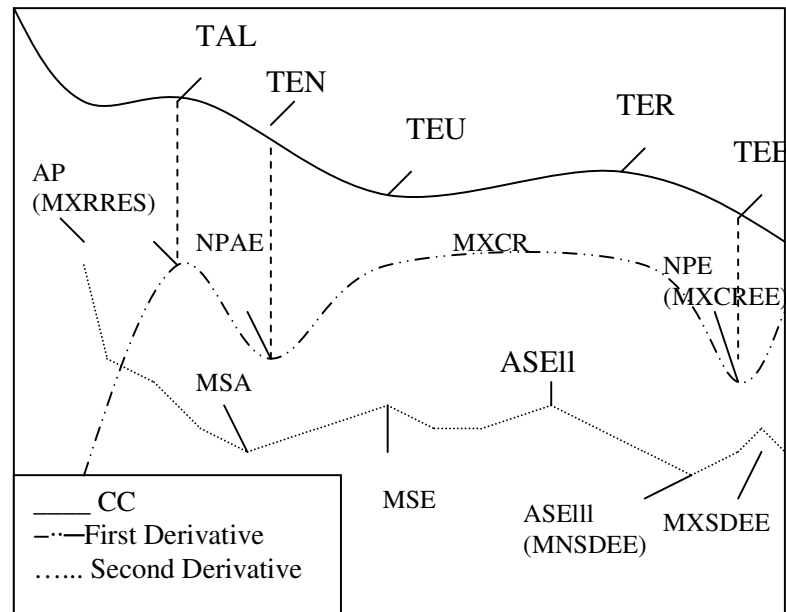 TAL
TEN
TEU
TER
TEE
AP
(MXRRES)
NPAE
MXCR
NPE
(MXCREE)
MSA
ASEll
MSE
ASElll
(MNSDEE)
MXSDEE
____ CC
First Derivative
…... Second Derivative